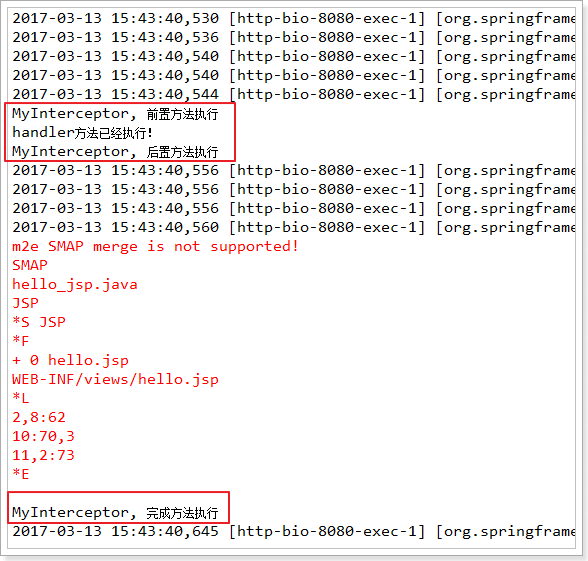 2017-03-13 15:43:40,530 [http-bio-8080-exec-1] [org.springframe
2017-03-13 15:43:40,536 [http-bio-8080-exec-1] [org.springframe
2017-03-13 15:43:40,540 [http-bio-8080-exec-1] [org.springframe
2017-03-13 15:43:40,540 [http-bio-8080-exec-1] [org.springframe
2017-03-13 15:43:40,544 [http-bio-8080-exec-1] [org.springframe
MyInterceptor, 前置方法执行
handler方法已经执行!
MyInterceptor, 后置方法执行
2017-03-13 15:43:40,556 [http-bio-8080-exec-1] [org.springframe
2017-03-13 15:43:40,556 [http-bio-8080-exec-1] [org.springframe
2017-03-13 15:43:40,556 [http-bio-8080-exec-1] [org.springframe
2017-03-13 15:43:40,560 [http-bio-8080-exec-1] [org.springframe
m2e SMAP merge is not supported!
SMAP
hello_jsp.java
JSP
*S JSP
*F
+ 0 hello.jsp
WEB-INF/views/hello.jsp
*L
2,8:62
10:70,3
11,2:73
*E
MyInterceptor, 完成方法执行
2017-03-13 15:43:40,645 [http-bio-8080-exec-1] [org.springframe